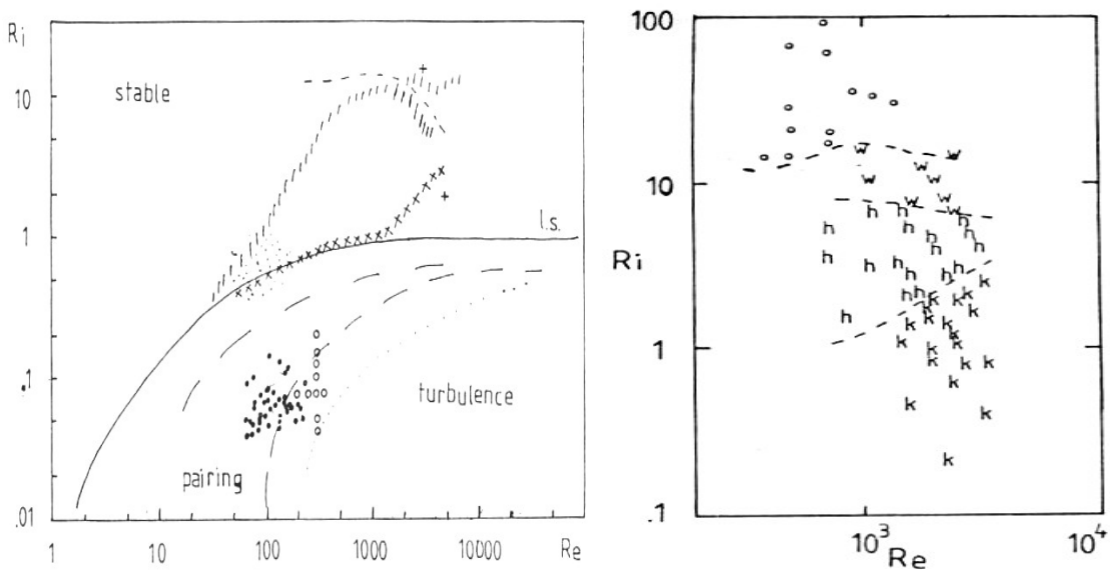 Ri
10
1
.1
.01
stable
l.s.
turbulence
pairing
1
10
100
1000
10000
Re
100
10
Ri
1
.1
10³
Re
10⁴
w
w w
w w
w w w
h h h
h h h h
h h h
h h h h h
h h h k
h h k k
h k k k
k k k
k k k
k k k k
k
k k
k